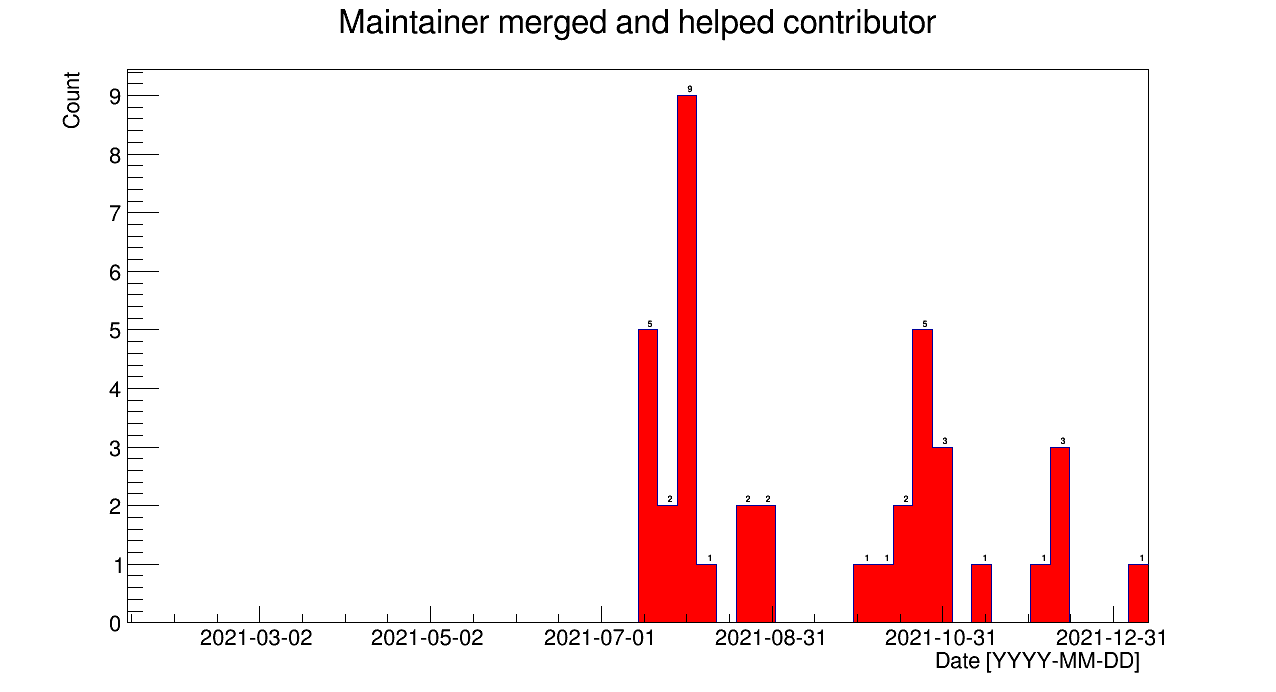 Maintainer merged and helped contributor
Count
9
8
7
6
5
4
3
2
1
0
5 2 9 1 2 2 1 1 2 5 3 1 1 3 1
2021-03-02 2021-05-02 2021-07-01 2021-08-31 2021-10-31 2021-12-31
Date [YYYY-MM-DD]